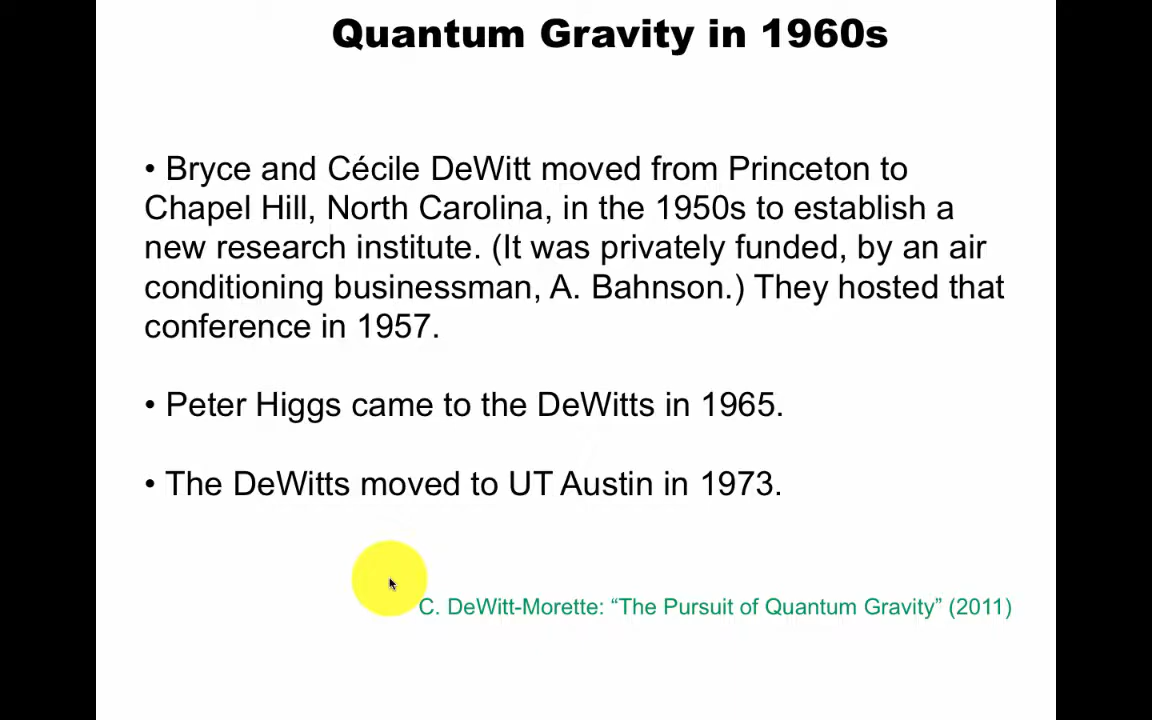 Quantum Gravity in 1960s
• Bryce and Cécile DeWitt moved from Princeton to
Chapel Hill, North Carolina, in the 1950s to establish a
new research institute. (It was privately funded, by an air
conditioning businessman, A. Bahnson.) They hosted that
conference in 1957.
• Peter Higgs came to the DeWitts in 1965.
• The DeWitts moved to UT Austin in 1973.
C. DeWitt-Morette: “The Pursuit of Quantum Gravity” (2011)